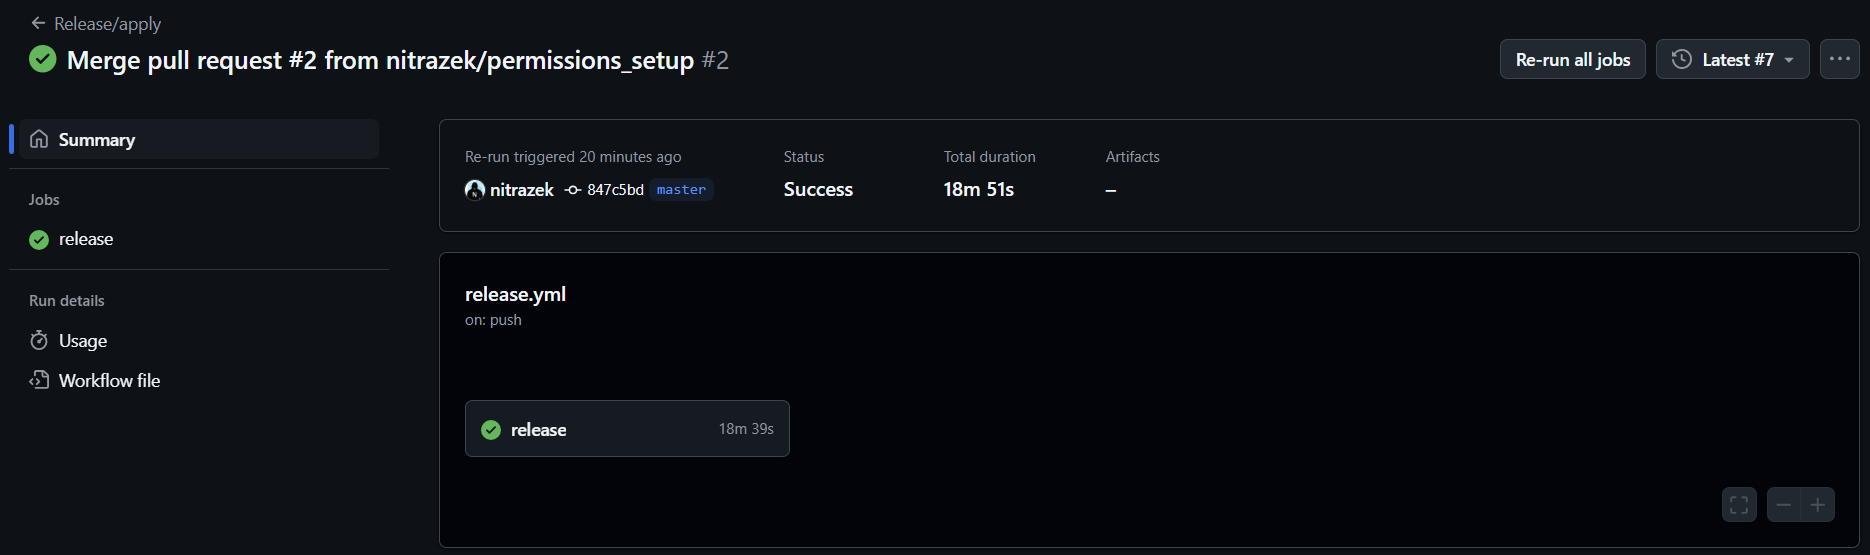 Release/apply
Merge pull request #2 from nitrazek/permissions_setup #2
Re-run all jobs
Latest #7
Summary
Jobs
release
Run details
Usage
Workflow file
Re-run triggered 20 minutes ago
nitrazek 847c5bd master
Status
Success
Total duration
18m 51s
Artifacts
–
release.yml
on: push
release 18m 39s